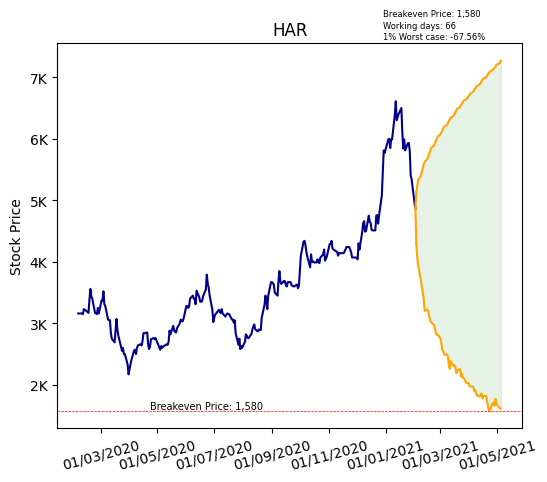 Breakeven Price: 1,580
Working days: 66
1% Worst case: -67.56%
HAR
7K
6K
5K
4K
3K
2K
Stock Price
Breakeven Price: 1,580
01/03/2020
01/05/2020
01/07/2020
01/09/2020
01/11/2020
01/01/2021
01/03/2021
01/05/2021